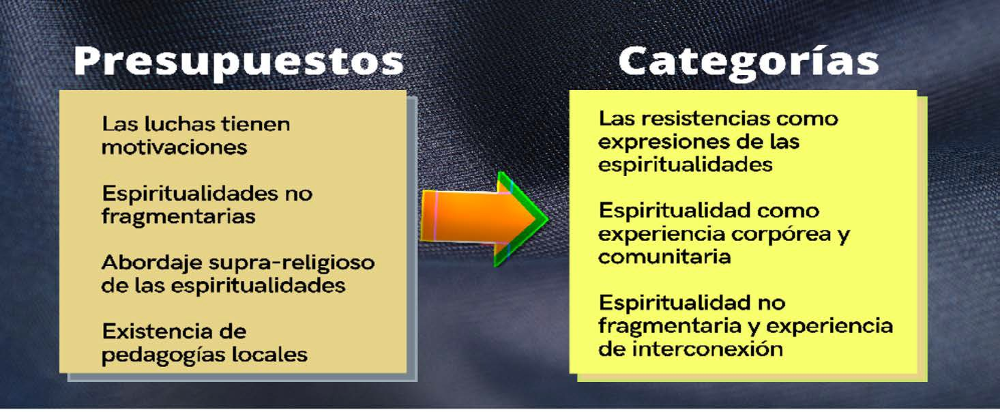 Presupuestos
Las luchas tienen
motivaciones
Espiritualidades no
fragmentarias
Abordaje supra-religioso
de las espiritualidades
Existencia de
pedagogías locales
Categorías
Las resistencias como
expresiones de las
espiritualidades
Espiritualidad como
experiencia corpórea y
comunitaria
Espiritualidad no
fragmentaria y experiencia
de interconexión